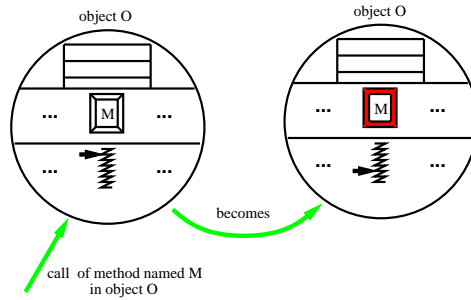 object O
object O
... M ...
... M ...
... ...
... ...
becomes
call of method named M
in object O